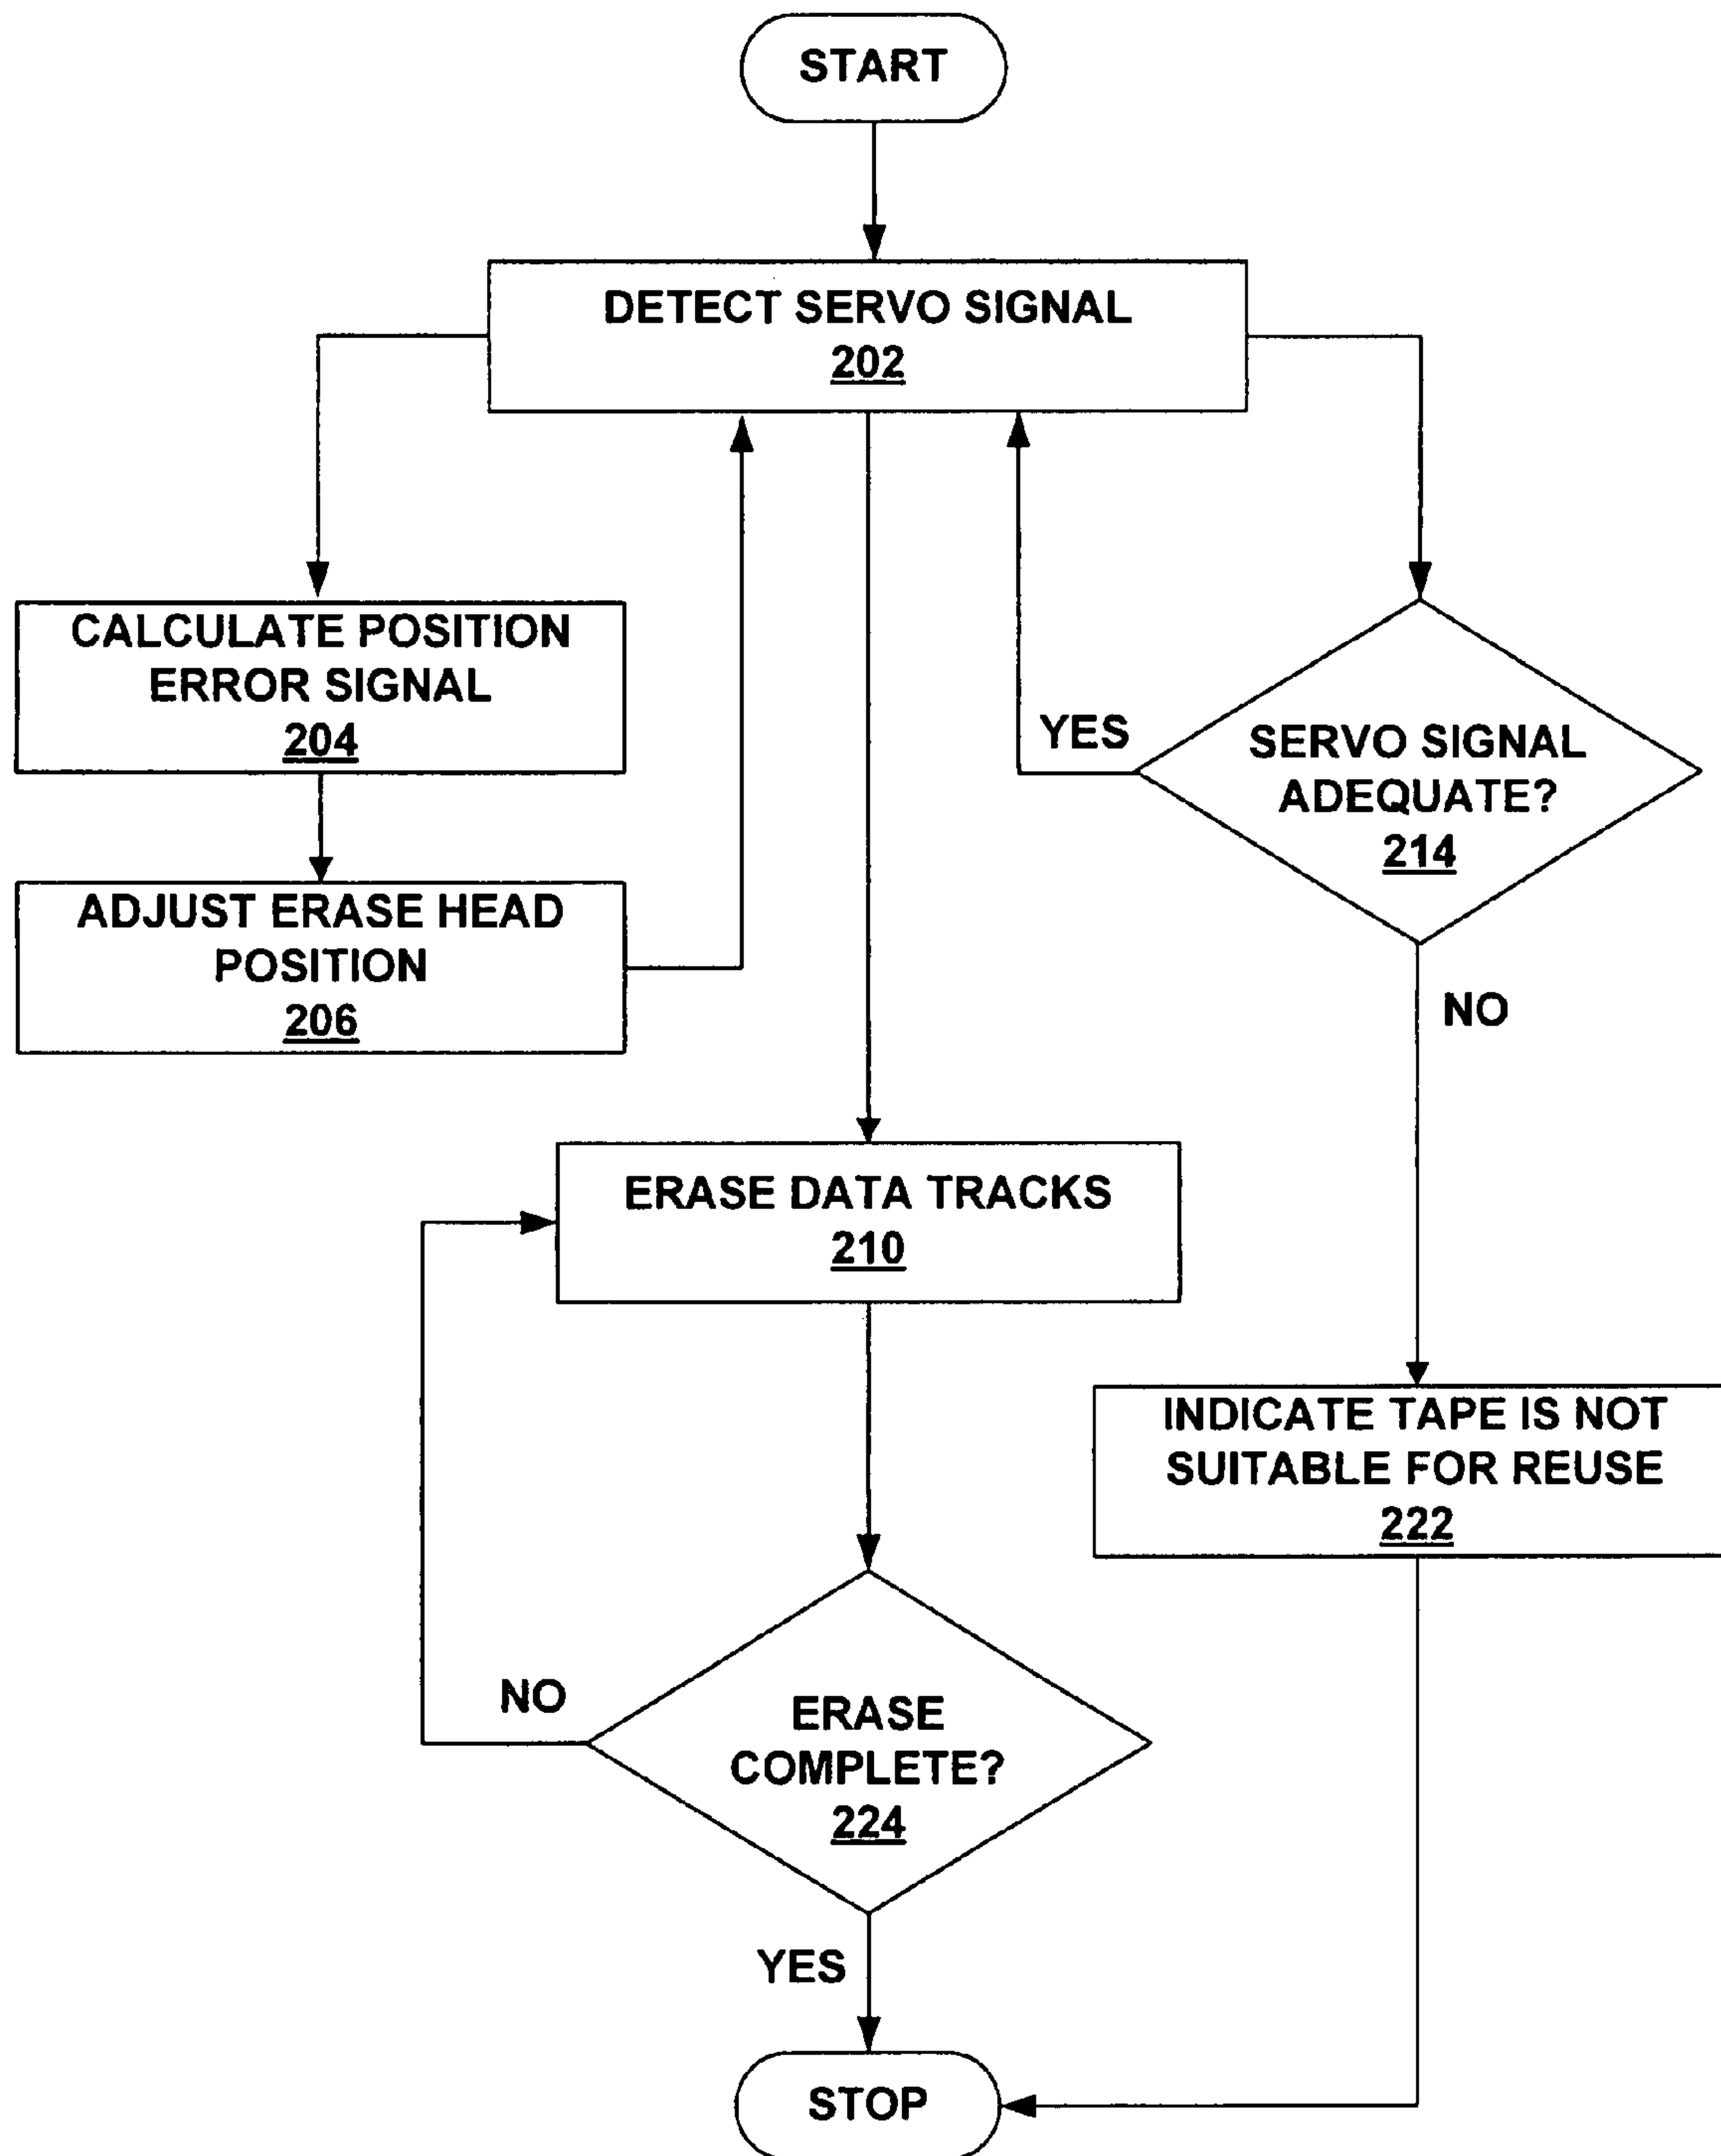 START
DETECT SERVO SIGNAL
202
CALCULATE POSITION
ERROR SIGNAL
204
YES
SERVO SIGNAL
ADEQUATE?
214
ADJUST ERASE HEAD
POSITION
206
NO
ERASE DATA TRACKS
210
INDICATE TAPE IS NOT
SUITABLE FOR REUSE
222
NO
ERASE
COMPLETE?
224
YES
STOP